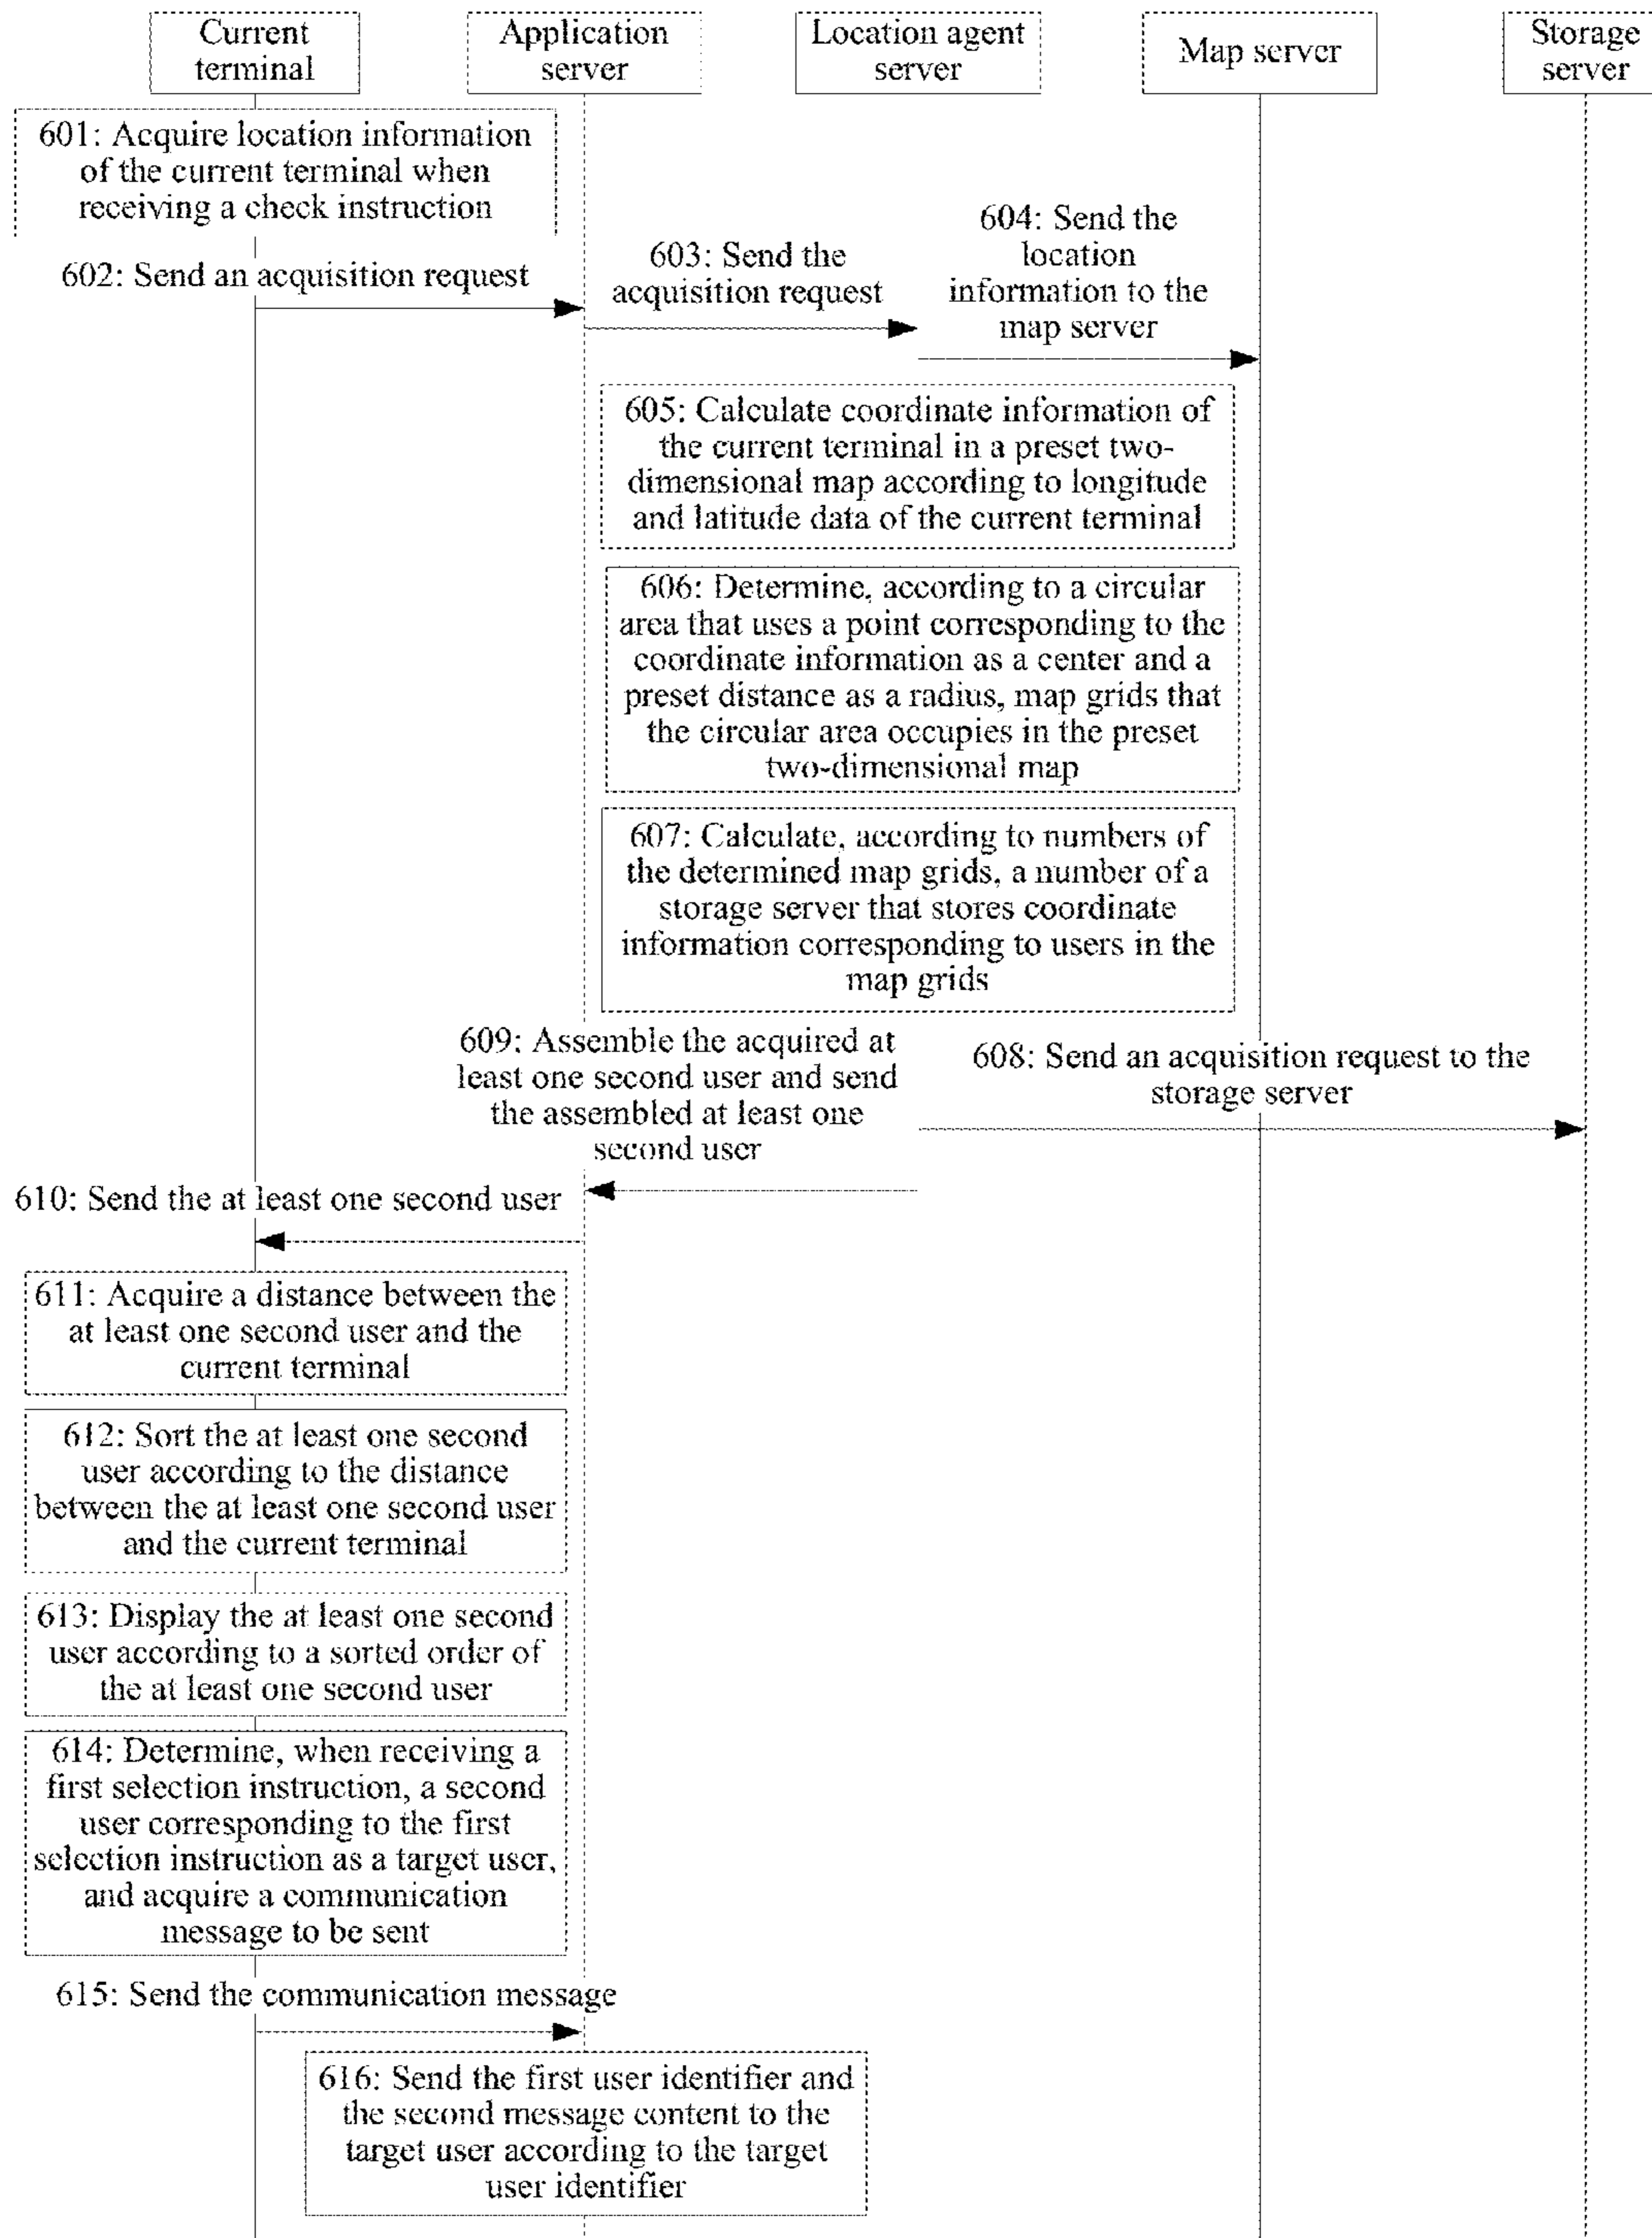 Current
terminal
Application
server
Location agent
server
Map server
Storage
server
601: Acquire location information
of the current terminal when
receiving a check instruction
602: Send an acquisition request
603: Send the
acquisition request
604: Send the
location
information to the
map server
605: Calculate coordinate information of
the current terminal in a preset two-
dimensional map according to longitude
and latitude data of the current terminal
606: Determine, according to a circular
area that uses a point corresponding to the
coordinate information as a center and a
preset distance as a radius, map grids that
the circular area occupies in the preset
two-dimensional map
607: Calculate, according to numbers of
the determined map grids, a number of a
storage server that stores coordinate
information corresponding to users in the
map grids
608: Send an acquisition request to the
storage server
609: Assemble the acquired at
least one second user and send
the assembled at least one
second user
610: Send the at least one second user
611: Acquire a distance between the
at least one second user and the
current terminal
612: Sort the at least one second
user according to the distance
between the at least one second user
and the current terminal
613: Display the at least one second
user according to a sorted order of
the at least one second user
614: Determine, when receiving a
first selection instruction, a second
user corresponding to the first
selection instruction as a target user,
and acquire a communication
message to be sent
615: Send the communication message
616: Send the first user identifier and
the second message content to the
target user according to the target
user identifier